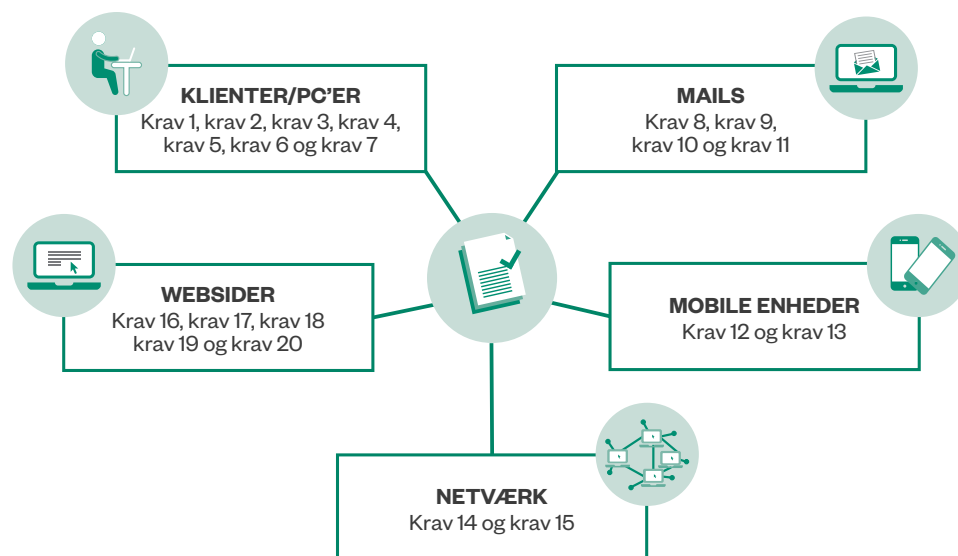 KLIENTER/PC'ER
Krav 1, krav 2, krav 3, krav 4,
krav 5, krav 6 og krav 7
MAILS
Krav 8, krav 9,
krav 10 og krav 11
WEBSIDER
Krav 16, krav 17, krav 18
krav 19 og krav 20
MOBILE ENHEDER
Krav 12 og krav 13
NETVÆRK
Krav 14 og krav 15